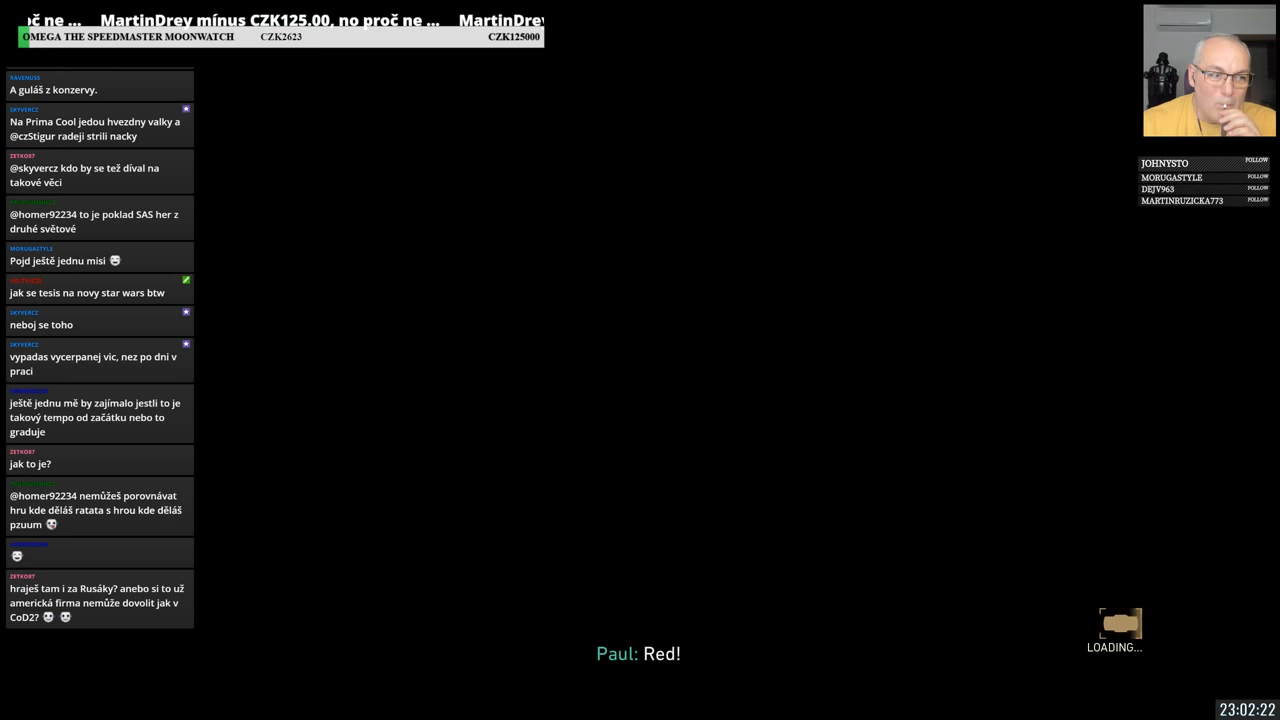 oč ne ...    MartinDrey mínus CZK125.00, no proč ne ...    MartinDrey
OMEGA THE SPEEDMASTER MOONWATCH    CZK2623    CZK125000
RAVENUSS
A guláš z konzervy.
SKYVERCZ
Na Prima Cool jedou hvezdny valky a
@czStigur radeji strili nacky
ZETKO87
@skyvercz kdo by se též díval na
takové věci
@homer92234 to je poklad SAS her z
druhé světové
MORUGASTYLE
Pojd ještě jednu misi
jak se tesis na novy star wars btw
SKYVERCZ
neboj se toho
SKYVERCZ
vypadas vycerpanej vic, nez po dni v
praci
ještě jednu mě by zajímalo jestli to je
takový tempo od začátku nebo to
graduje
ZETKO87
jak to je?
@homer92234 nemůžeš porovnávat
hru kde děláš ratata s hrou kde děláš
pzuum
ZETKO87
hraješ tam i za Rusáky? anebo si to už
americká firma nemůže dovolit jak v
CoD2?
JOHNYSTO FOLLOW
MORUGASTYLE FOLLOW
DEJV963 FOLLOW
MARTINRUZICKA773 FOLLOW
LOADING...
Paul: Red!
23:02:22